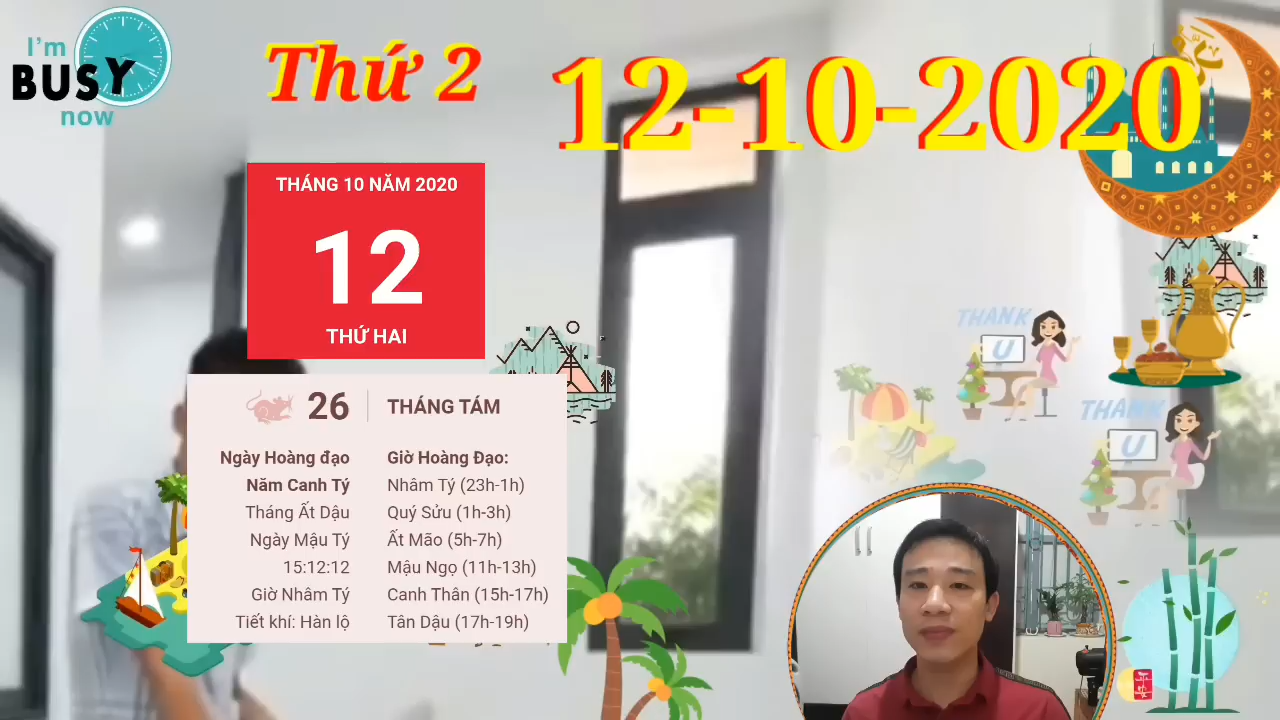 I'm
BUSY
now
Thứ 2
12-10-2020
THÁNG 10 NĂM 2020
12
THỨ HAI
26
THÁNG TÁM
Ngày Hoàng đạo
Năm Canh Tý
Tháng Ất Dậu
Ngày Mậu Tý
15:12:12
Giờ Nhâm Tý
Tiết khí: Hàn lộ
Giờ Hoàng Đạo:
Nhâm Tý (23h-1h)
Quý Sửu (1h-3h)
Ất Mão (5h-7h)
Mậu Ngọ (11h-13h)
Canh Thân (15h-17h)
Tân Dậu (17h-19h)
THANK
U
THANK
U